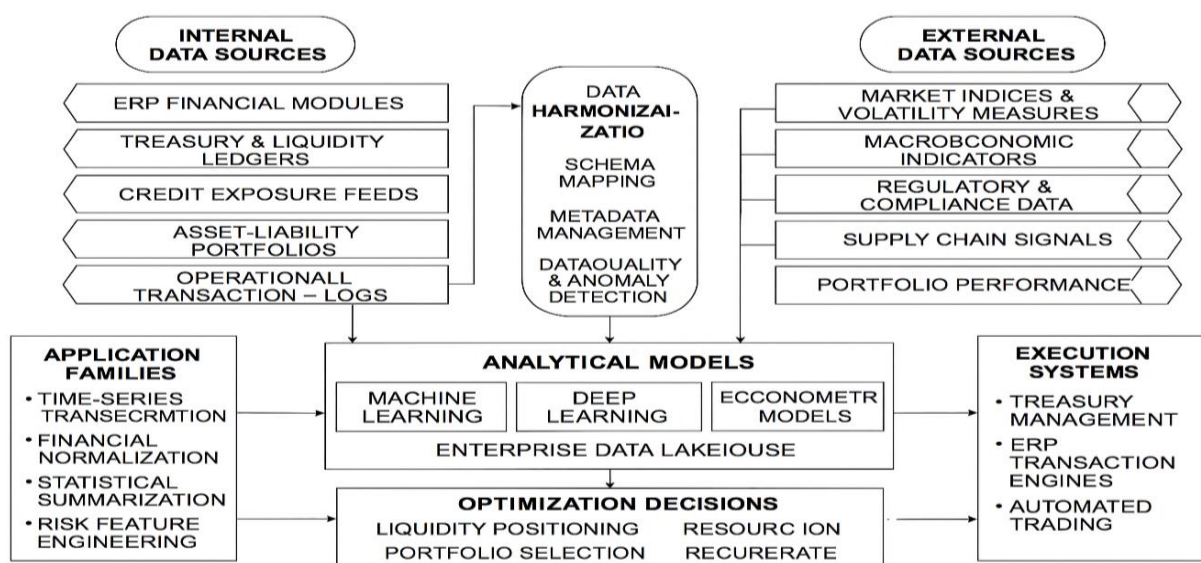 INTERNAL
DATA SOURCES
ERP FINANCIAL MODULES
TREASURY & LIQUIDITY
LEDGERS
CREDIT EXPOSURE FEEDS
ASSET-LIABILITY
PORTFOLIOS
OPERATIONALL
TRANSACTION – LOGS
DATA
HARMONIZAI-
ZATIO
SCHEMA
MAPPING
METADATA
MANAGEMENT
DATAOUALITY
& ANOMALY
DETECTION
EXTERNAL
DATA SOURCES
MARKET INDICES &
VOLATILITY MEASURES
MACROBCONOMIC
INDICATORS
REGULATORY &
COMPLIANCE DATA
SUPPLY CHAIN SIGNALS
PORTFOLIO PERFORMANCE
APPLICATION
FAMILIES
• TIME-SERIES
TRANSECRMTION
• FINANCIAL
NORMALIZATION
• STATISTICAL
SUMMARIZATION
• RISK FEATURE
ENGINEERING
ANALYTICAL MODELS
MACHINE
LEARNING
DEEP
LEARNING
ECCONOMETR
MODELS
ENTERPRISE DATA LAKEIOUSE
OPTIMIZATION DECISIONS
LIQUIDITY POSITIONING
RESOURC ION
PORTFOLIO SELECTION
RECURERATE
EXECUTION
SYSTEMS
• TREASURY
MANAGEMENT
• ERP
TRANSACTION
ENGINES
• AUTOMATED
TRADING